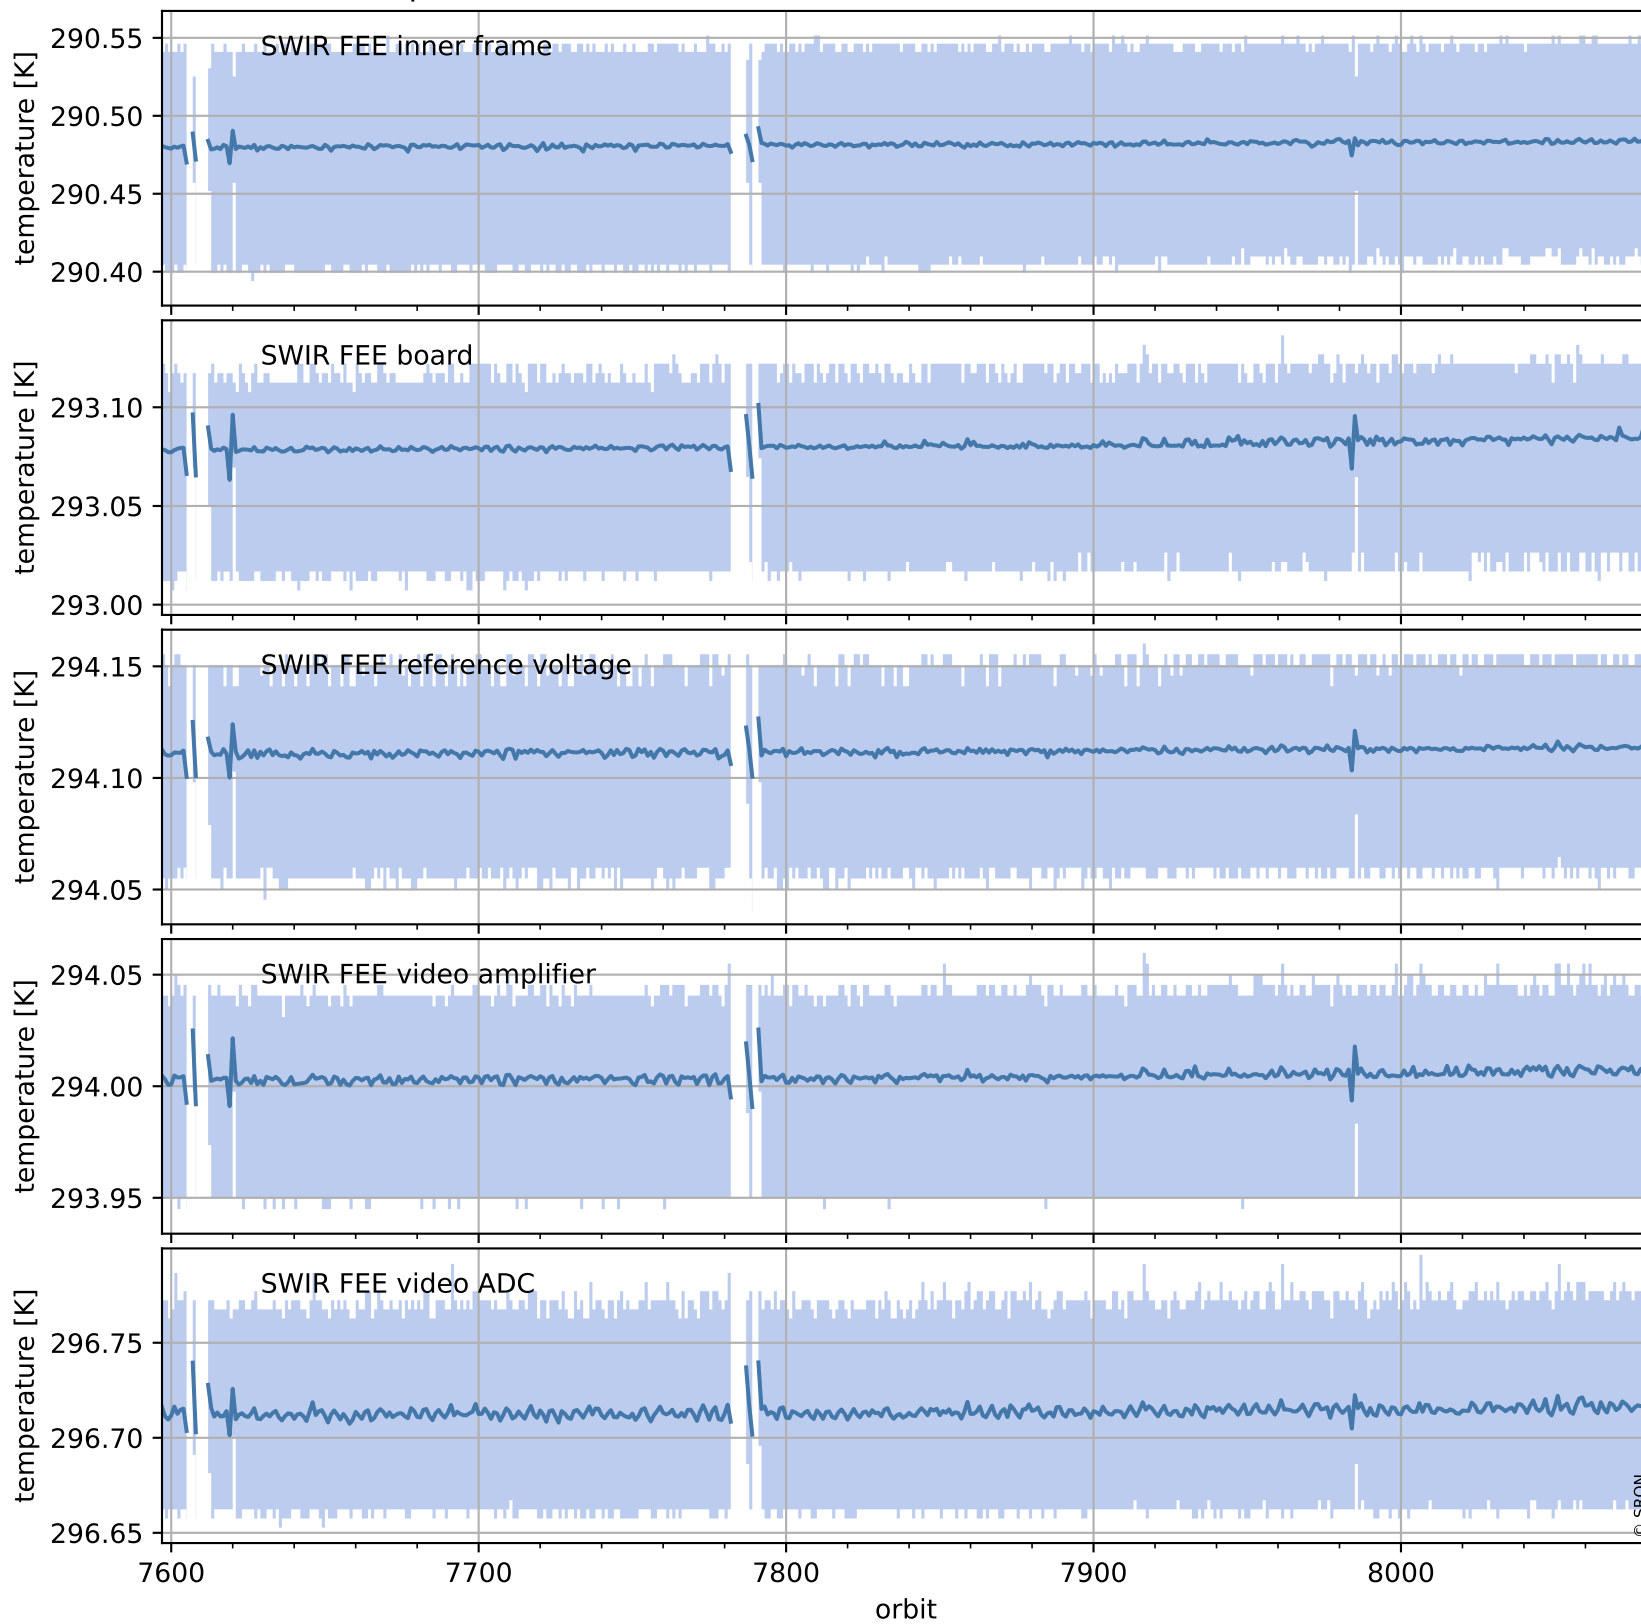 290.55
290.50
290.45
290.40
temperature [K]
SWIR FEE inner frame
293.10
293.05
293.00
temperature [K]
SWIR FEE board
294.15
294.10
294.05
temperature [K]
SWIR FEE reference voltage
294.05
294.00
293.95
temperature [K]
SWIR FEE video amplifier
296.75
296.70
296.65
temperature [K]
SWIR FEE video ADC
7600 7700 7800 7900 8000
orbit
© SRON